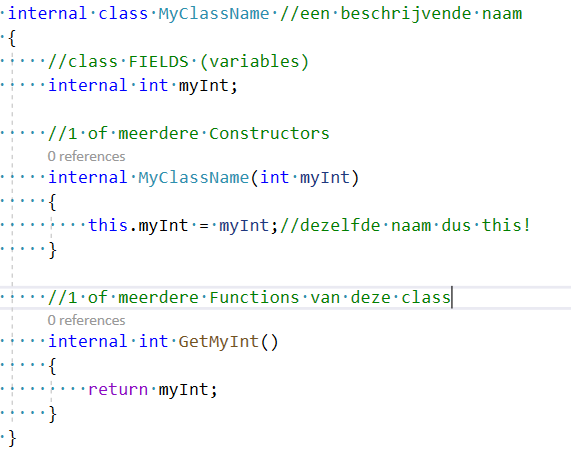 internal class MyClassName //een beschrijvende naam
{
//class FIELDS (variables)
internal int myInt;
//1 of meerdere Constructors
0 references
internal MyClassName(int myInt)
{
this.myInt = myInt;//dezelfde naam dus this!
}
//1 of meerdere Functions van deze class
0 references
internal int GetMyInt()
{
return myInt;
}
}